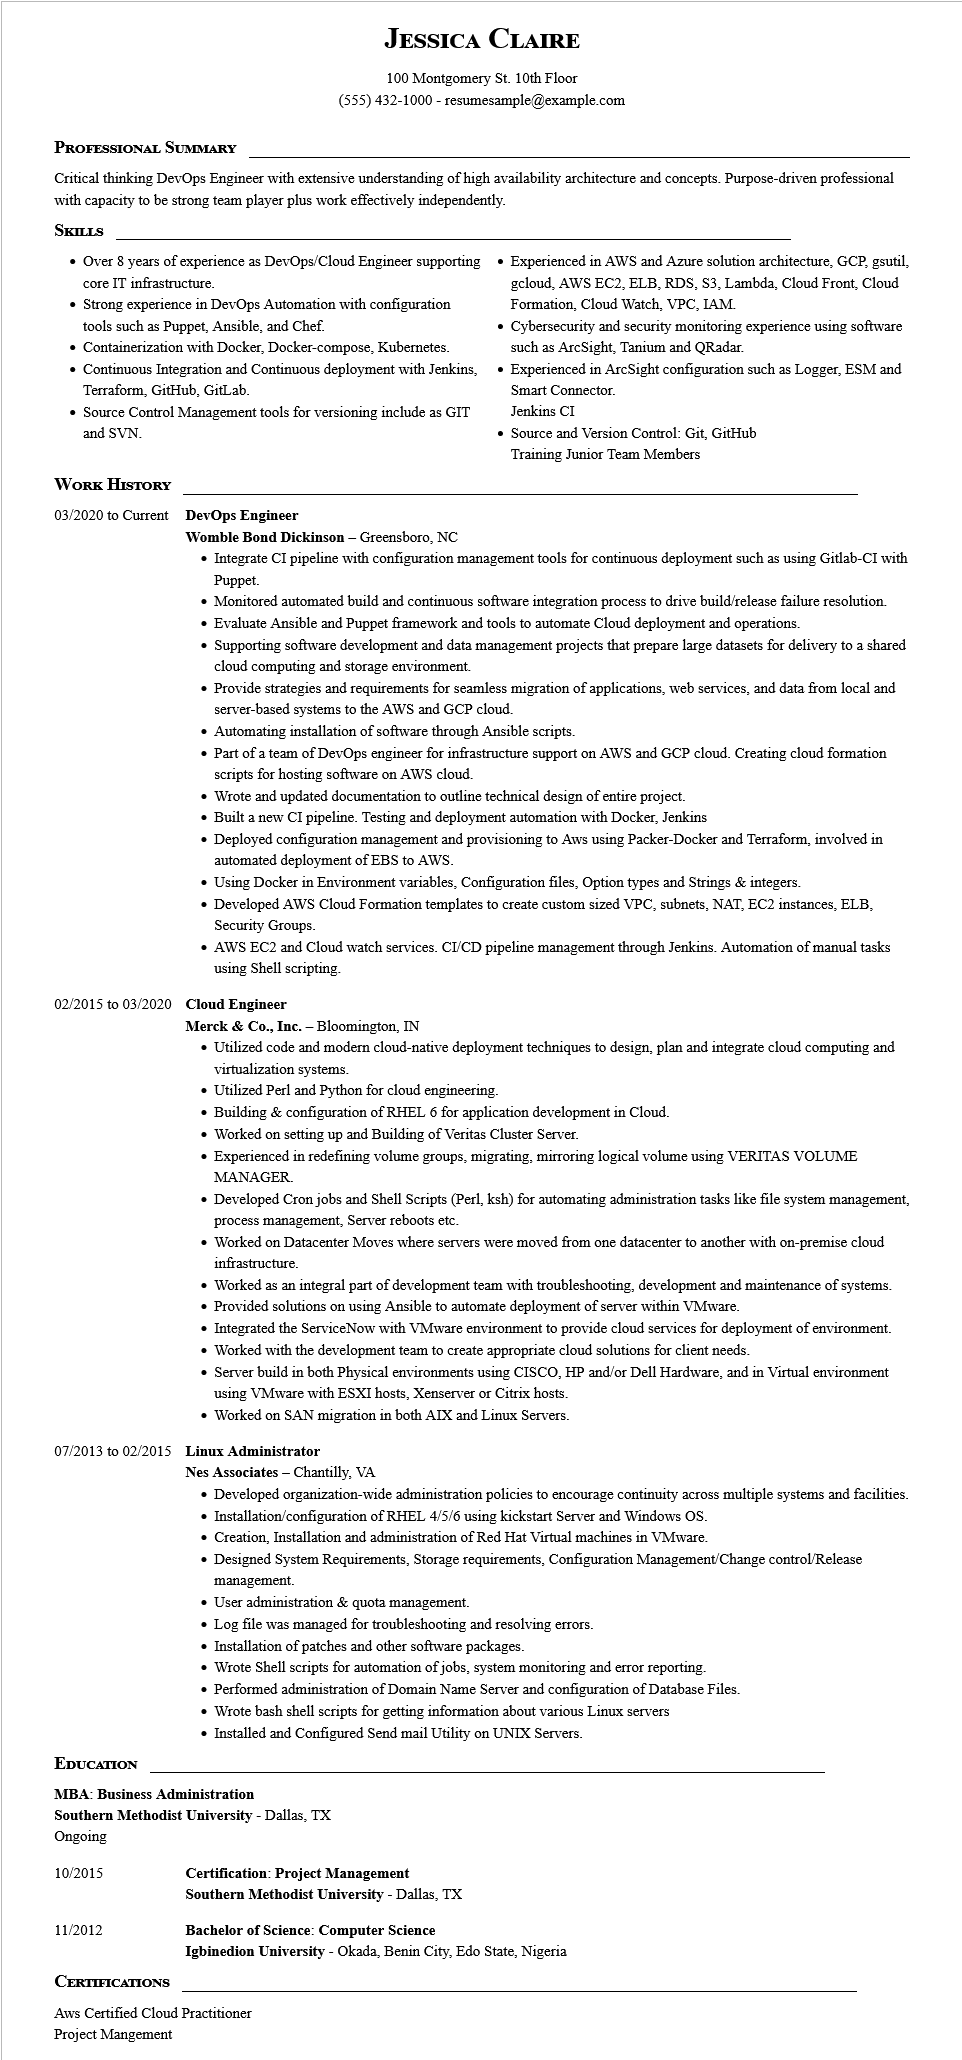 Jessica Claire
100 Montgomery St. 10th Floor
(555) 432-1000 - resumesample@example.com
Professional Summary
Critical thinking DevOps Engineer with extensive understanding of high availability architecture and concepts. Purpose-driven professional
with capacity to be strong team player plus work effectively independently.
Skills
• Over 8 years of experience as DevOps/Cloud Engineer supporting
core IT infrastructure.
• Strong experience in DevOps Automation with configuration
tools such as Puppet, Ansible, and Chef.
• Containerization with Docker, Docker-compose, Kubernetes.
• Continuous Integration and Continuous deployment with Jenkins,
Terraform, GitHub, GitLab.
• Source Control Management tools for versioning include as GIT
and SVN.
• Experienced in AWS and Azure solution architecture, GCP, gsutil,
gcloud, AWS EC2, ELB, RDS, S3, Lambda, Cloud Front, Cloud
Formation, Cloud Watch, VPC, IAM.
• Cybersecurity and security monitoring experience using software
such as ArcSight, Tanium and QRadar.
• Experienced in ArcSight configuration such as Logger, ESM and
Smart Connector.
Jenkins CI
• Source and Version Control: Git, GitHub
Training Junior Team Members
Work History
03/2020 to Current DevOps Engineer
Womble Bond Dickinson – Greensboro, NC
• Integrate CI pipeline with configuration management tools for continuous deployment such as using Gitlab-CI with
Puppet.
• Monitored automated build and continuous software integration process to drive build/release failure resolution.
• Evaluate Ansible and Puppet framework and tools to automate Cloud deployment and operations.
• Supporting software development and data management projects that prepare large datasets for delivery to a shared
cloud computing and storage environment.
• Provide strategies and requirements for seamless migration of applications, web services, and data from local and
server-based systems to the AWS and GCP cloud.
• Automating installation of software through Ansible scripts.
• Part of a team of DevOps engineer for infrastructure support on AWS and GCP cloud. Creating cloud formation
scripts for hosting software on AWS cloud.
• Wrote and updated documentation to outline technical design of entire project.
• Built a new CI pipeline. Testing and deployment automation with Docker, Jenkins
• Deployed configuration management and provisioning to Aws using Packer-Docker and Terraform, involved in
automated deployment of EBS to AWS.
• Using Docker in Environment variables, Configuration files, Option types and Strings & integers.
• Developed AWS Cloud Formation templates to create custom sized VPC, subnets, NAT, EC2 instances, ELB,
Security Groups.
• AWS EC2 and Cloud watch services. CI/CD pipeline management through Jenkins. Automation of manual tasks
using Shell scripting.
02/2015 to 03/2020 Cloud Engineer
Merck & Co., Inc. – Bloomington, IN
• Utilized code and modern cloud-native deployment techniques to design, plan and integrate cloud computing and
virtualization systems.
• Utilized Perl and Python for cloud engineering.
• Building & configuration of RHEL 6 for application development in Cloud.
• Worked on setting up and Building of Veritas Cluster Server.
• Experienced in redefining volume groups, migrating, mirroring logical volume using VERITAS VOLUME
MANAGER.
• Developed Cron jobs and Shell Scripts (Perl, ksh) for automating administration tasks like file system management,
process management, Server reboots etc.
• Worked on Datacenter Moves where servers were moved from one datacenter to another with on-premise cloud
infrastructure.
• Worked as an integral part of development team with troubleshooting, development and maintenance of systems.
• Provided solutions on using Ansible to automate deployment of server within VMware.
• Integrated the ServiceNow with VMware environment to provide cloud services for deployment of environment.
• Worked with the development team to create appropriate cloud solutions for client needs.
• Server build in both Physical environments using CISCO, HP and/or Dell Hardware, and in Virtual environment
using VMware with ESXI hosts, Xenserver or Citrix hosts.
• Worked on SAN migration in both AIX and Linux Servers.
07/2013 to 02/2015 Linux Administrator
Nes Associates – Chantilly, VA
• Developed organization-wide administration policies to encourage continuity across multiple systems and facilities.
• Installation/configuration of RHEL 4/5/6 using kickstart Server and Windows OS.
• Creation, Installation and administration of Red Hat Virtual machines in VMware.
• Designed System Requirements, Storage requirements, Configuration Management/Change control/Release
management.
• User administration & quota management.
• Log file was managed for troubleshooting and resolving errors.
• Installation of patches and other software packages.
• Wrote Shell scripts for automation of jobs, system monitoring and error reporting.
• Performed administration of Domain Name Server and configuration of Database Files.
• Wrote bash shell scripts for getting information about various Linux servers
• Installed and Configured Send mail Utility on UNIX Servers.
Education
MBA: Business Administration
Southern Methodist University - Dallas, TX
Ongoing
10/2015 Certification: Project Management
Southern Methodist University - Dallas, TX
11/2012 Bachelor of Science: Computer Science
Igbinedion University - Okada, Benin City, Edo State, Nigeria
Certifications
Aws Certified Cloud Practitioner
Project Mangement